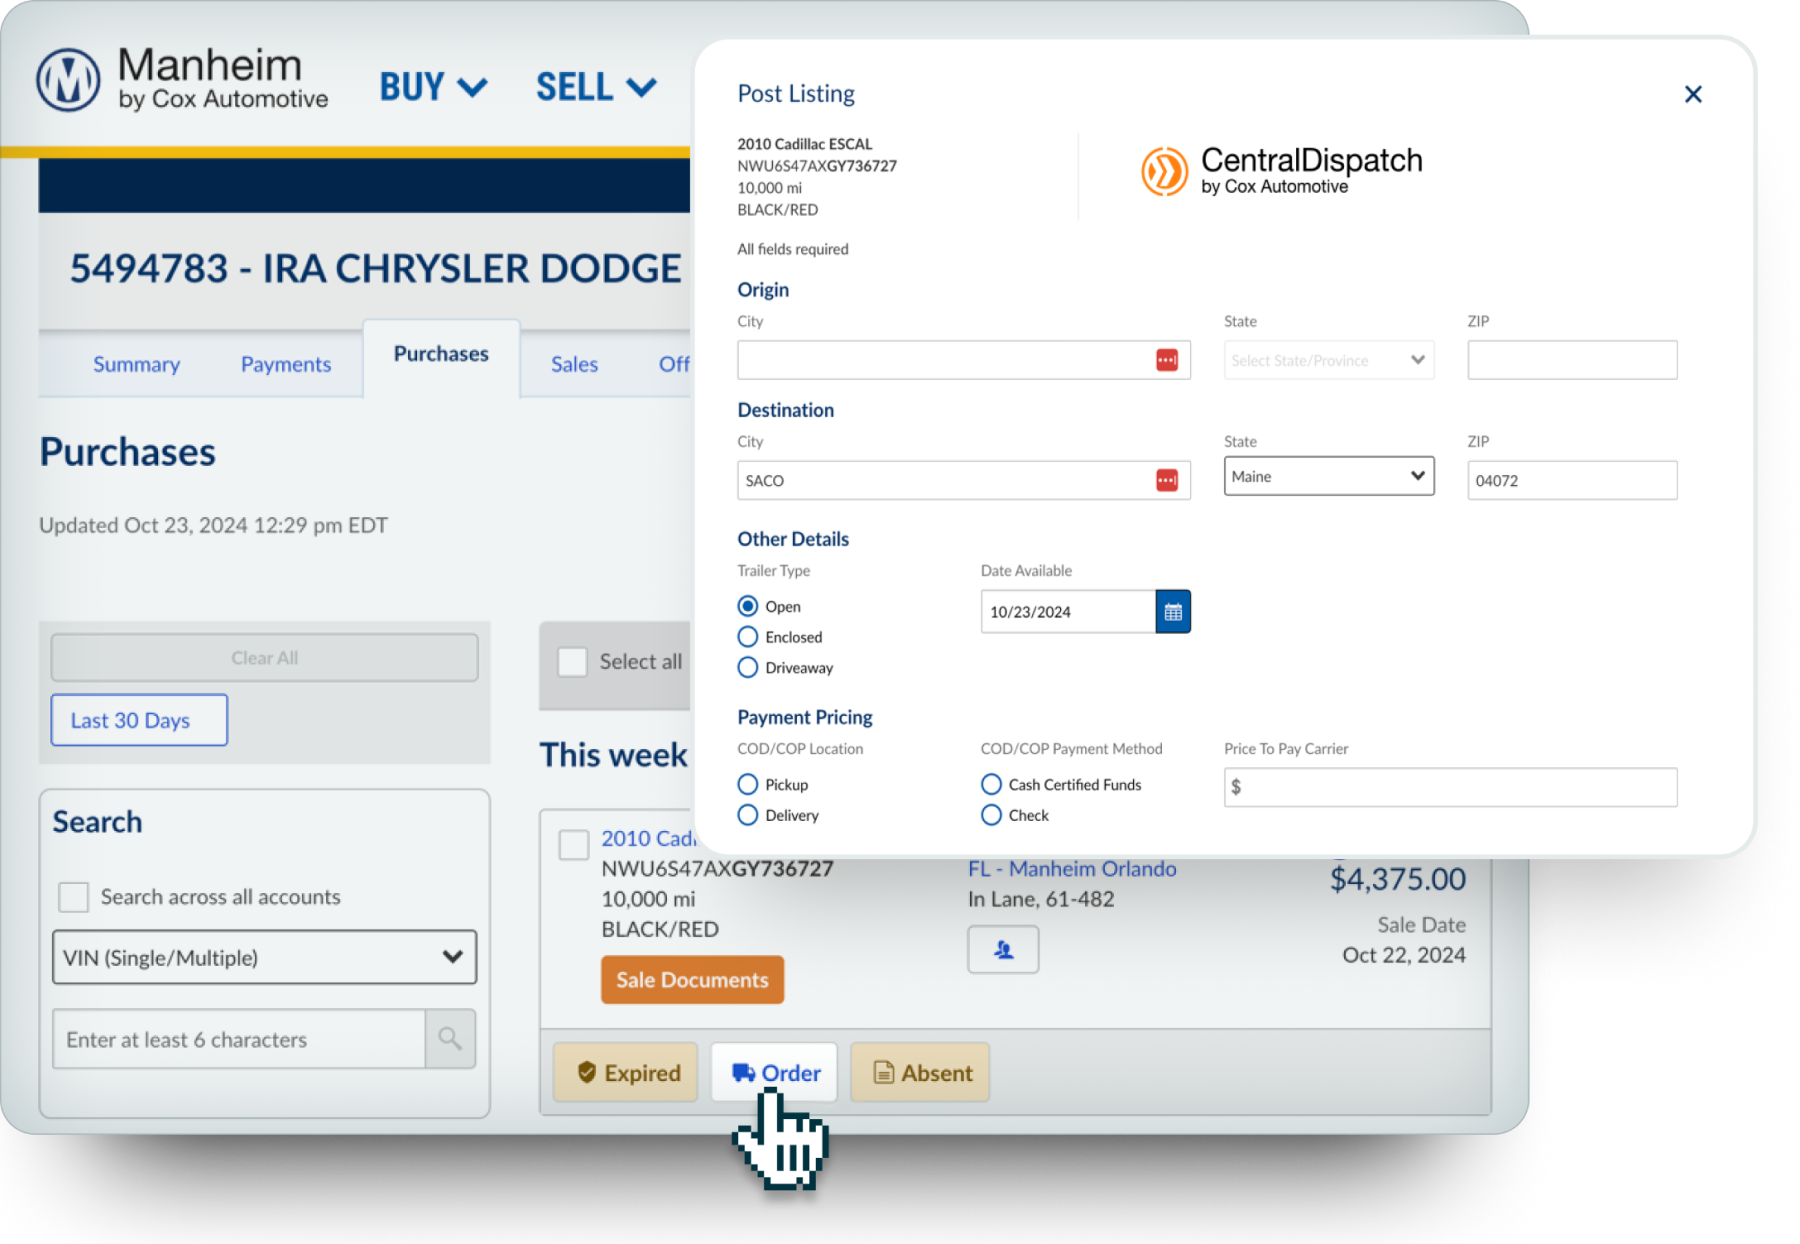 Manheim
by Cox Automotive
BUY
SELL
5494783 - IRA CHRYSLER DODGE
Summary
Payments
Purchases
Sales
Off
Purchases
Updated Oct 23, 2024 12:29 pm EDT
Clear All
Last 30 Days
Search
Search across all accounts
VIN (Single/Multiple)
Enter at least 6 characters
Select all
This week
2010 Cadi
NWU6S47AXGY736727
10,000 mi
BLACK/RED
Sale Documents
FL - Manheim Orlando
In Lane, 61-482
$4,375.00
Sale Date
Oct 22, 2024
Expired
Order
Absent
Post Listing
2010 Cadillac ESCAL
NWU6S47AXGY736727
10,000 mi
BLACK/RED
CentralDispatch
by Cox Automotive
All fields required
Origin
City
State
ZIP
Select State/Province
Destination
City
State
ZIP
SACO
Maine
04072
Other Details
Trailer Type
Date Available
Open
Enclosed
Driveaway
10/23/2024
Payment Pricing
COD/COP Location
COD/COP Payment Method
Price To Pay Carrier
Pickup
Delivery
Cash Certified Funds
Check
$